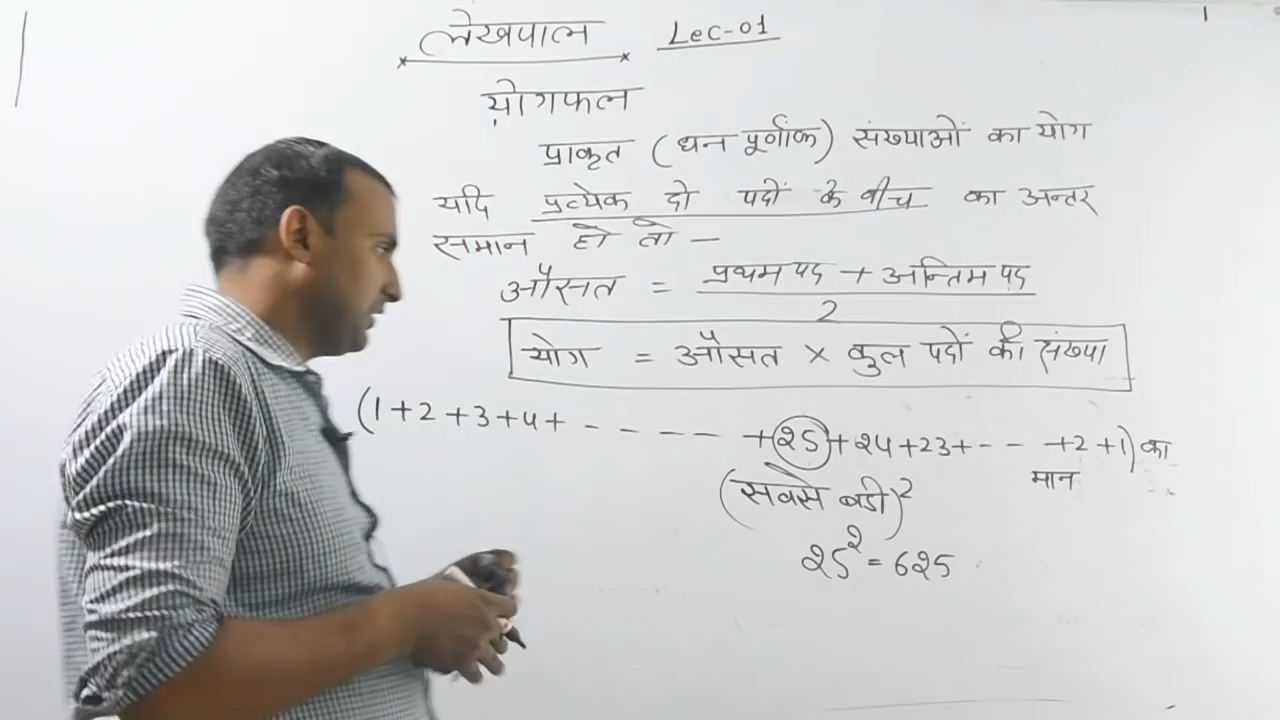 लेखपाल Lec-01
योगफल
प्राकृत (धन पूर्णांक) संख्याओं का योग
यदि प्रत्येक दो पदों के बीच का अन्तर
समान हो तो —
औसत = प्रथम पद + अन्तिम पद
2
योग = औसत × कुल पदों की संख्या
(1+2+3+4+ - - - - — +25+24+23+ - - +2+1) का
मान
(सबसे बडी)²
25² = 625